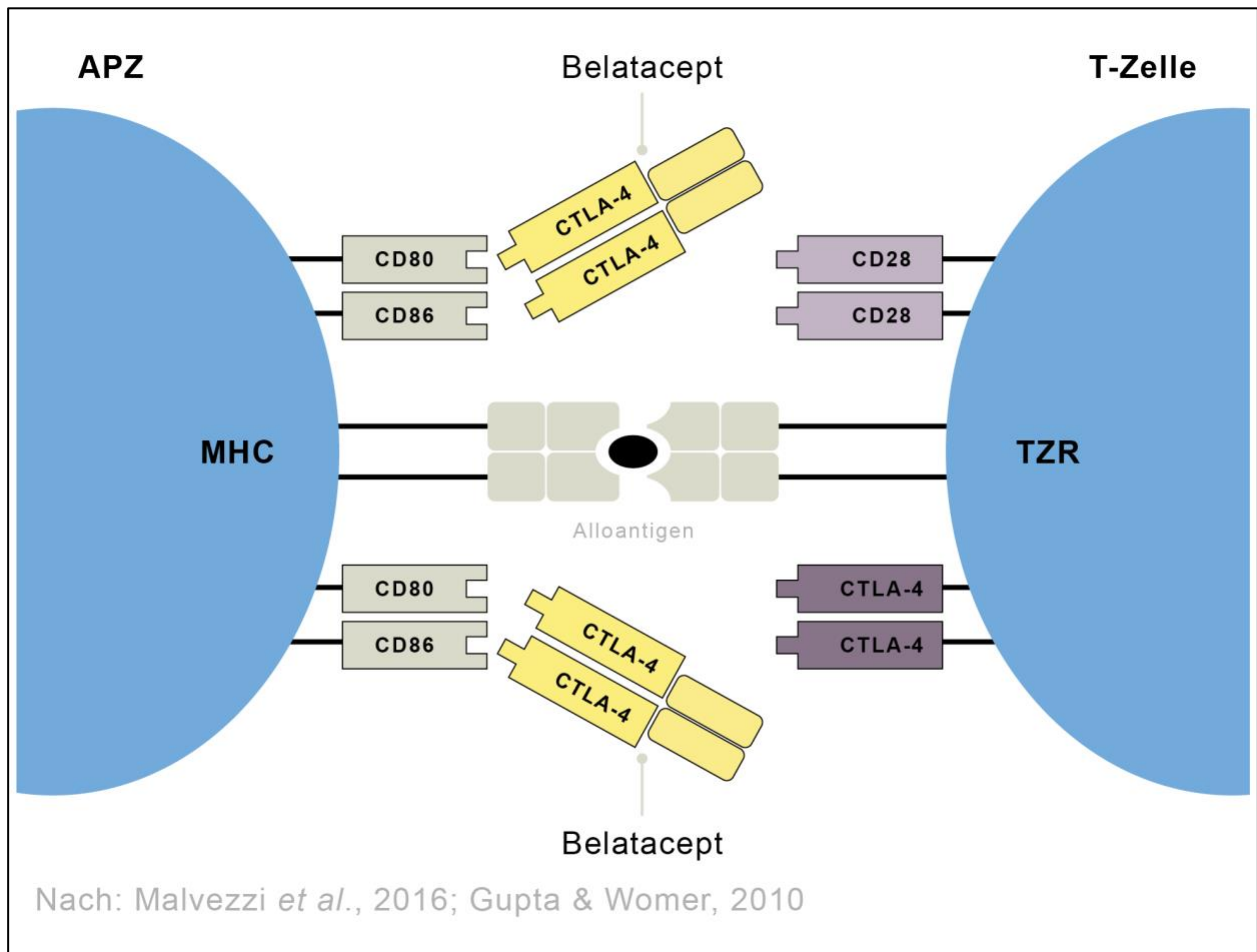 APZ
Belatacept
T-Zelle
CTLA-4
CTLA-4
CD80
CD28
CD86
CD28
MHC
TZR
Alloantigen
CD80
CTLA-4
CD86
CTLA-4
CTLA-4
CTLA-4
Belatacept
Nach: Malvezzi et al., 2016; Gupta & Womer, 2010